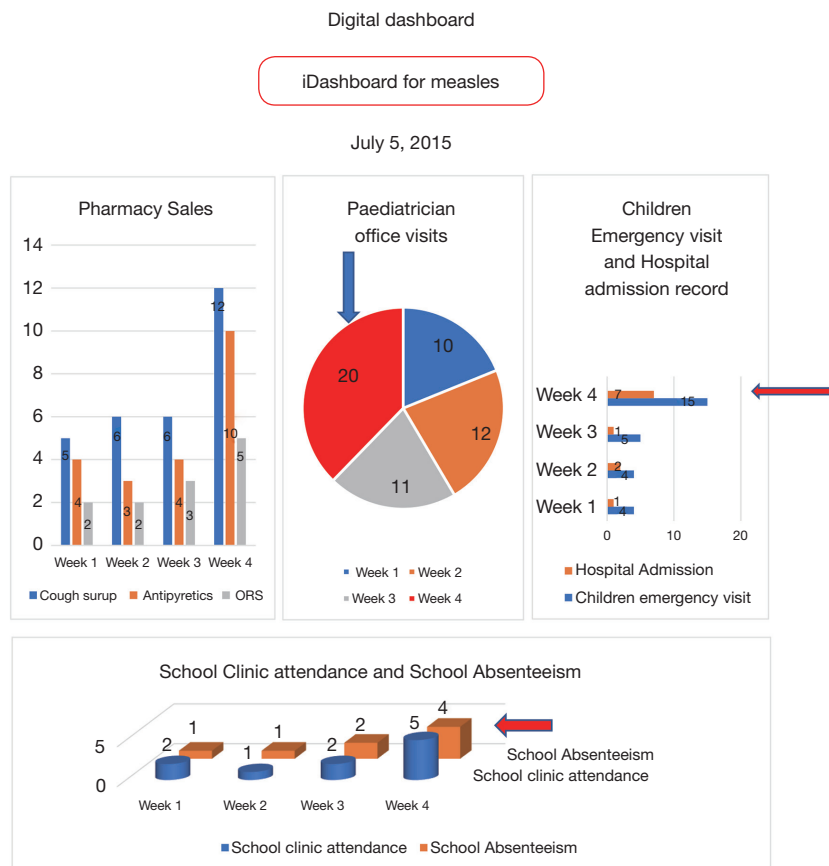 Digital dashboard
iDashboard for measles
July 5, 2015
Pharmacy Sales
14
12
10
8
6
4
2
0
5
4
2
6
3
2
6
4
3
12
10
5
Week 1 Week 2 Week 3 Week 4
Cough surup Antipyretics ORS
Paediatrician
office visits
10
12
11
20
Week 1 Week 2
Week 3 Week 4
Children
Emergency visit
and Hospital
admission record
Week 4
7
15
Week 3
1
5
Week 2
2
4
Week 1
1
4
0 10 20
Hospital Admission
Children emergency visit
School Clinic attendance and School Absenteeism
5
0
2 1
1 1
2 2
5 4
School Absenteeism
School clinic attendance
Week 1 Week 2 Week 3 Week 4
School clinic attendance School Absenteeism